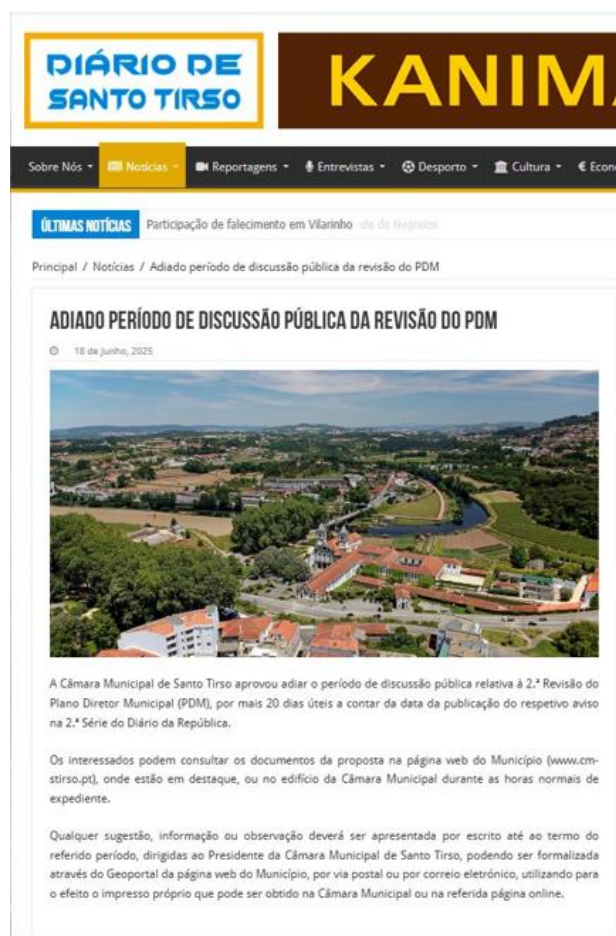 DIÁRIO DE
SANTO TIRSO
KANIMA
Sobre Nós
Notícias
Reportagens
Entrevistas
Desporto
Cultura
€ Econ
ÚLTIMAS NOTÍCIAS
Participação de falecimento em Vilarinho de de Negrelos
Principal / Notícias / Adiado período de discussão pública da revisão do PDM
ADIADO PERÍODO DE DISCUSSÃO PÚBLICA DA REVISÃO DO PDM
18 de Junho, 2025
A Câmara Municipal de Santo Tirso aprovou adiar o período de discussão pública relativa à 2.ª Revisão do
Plano Diretor Municipal (PDM), por mais 20 dias úteis a contar da data da publicação do respetivo aviso
na 2.ª Série do Diário da República.
Os interessados podem consultar os documentos da proposta na página web do Município (www.cm-
stirso.pt), onde estão em destaque, ou no edifício da Câmara Municipal durante as horas normais de
expediente.
Qualquer sugestão, informação ou observação deverá ser apresentada por escrito até ao termo do
referido período, dirigidas ao Presidente da Câmara Municipal de Santo Tirso, podendo ser formalizada
através do Geoportal da página web do Município, por via postal ou por correio eletrónico, utilizando para
o efeito o impresso próprio que pode ser obtido na Câmara Municipal ou na referida página online.